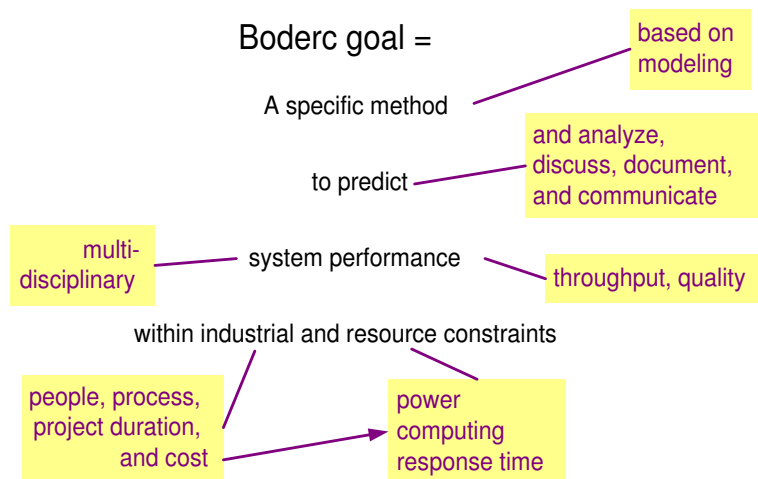 Boderc goal =
based on
modeling
A specific method
and analyze,
discuss, document,
and communicate
to predict
multi-
disciplinary
system performance
throughput, quality
within industrial and resource constraints
people, process,
project duration,
and cost
power
computing
response time